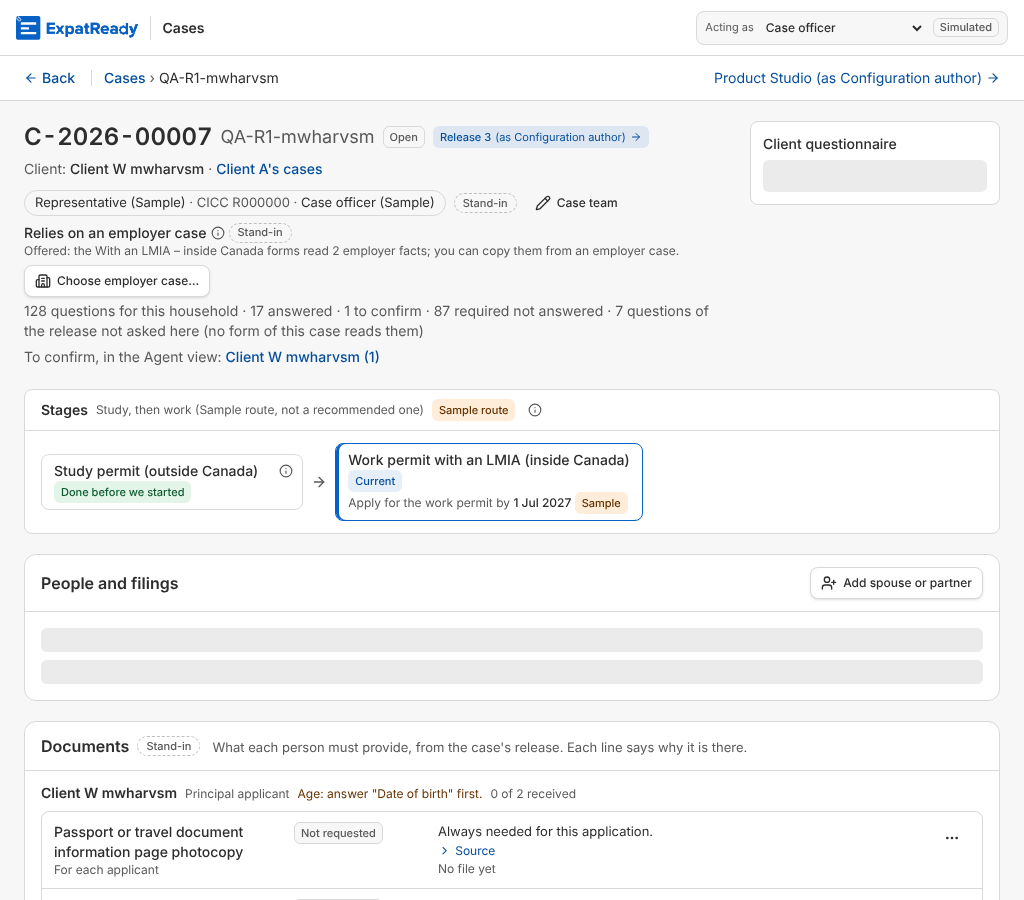 ExpatReady
Cases
Acting as Case officer Simulated
← Back
Cases › QA-R1-mwharvsm
Product Studio (as Configuration author) →
C-2026-00007 QA-R1-mwharvsm Open Release 3 (as Configuration author) →
Client: Client W mwharvsm · Client A's cases
Representative (Sample) · CICC R000000 · Case officer (Sample) Stand-in Case team
Relies on an employer case Stand-in
Offered: the With an LMIA – inside Canada forms read 2 employer facts; you can copy them from an employer case.
Choose employer case...
128 questions for this household · 17 answered · 1 to confirm · 87 required not answered · 7 questions of
the release not asked here (no form of this case reads them)
To confirm, in the Agent view: Client W mwharvsm (1)
Client questionnaire
Stages Study, then work (Sample route, not a recommended one) Sample route
Study permit (outside Canada)
Done before we started
→
Work permit with an LMIA (inside Canada)
Current
Apply for the work permit by 1 Jul 2027 Sample
People and filings
Add spouse or partner
Documents Stand-in What each person must provide, from the case's release. Each line says why it is there.
Client W mwharvsm Principal applicant Age: answer "Date of birth" first. 0 of 2 received
Passport or travel document
information page photocopy
For each applicant
Not requested
Always needed for this application.
Source
No file yet